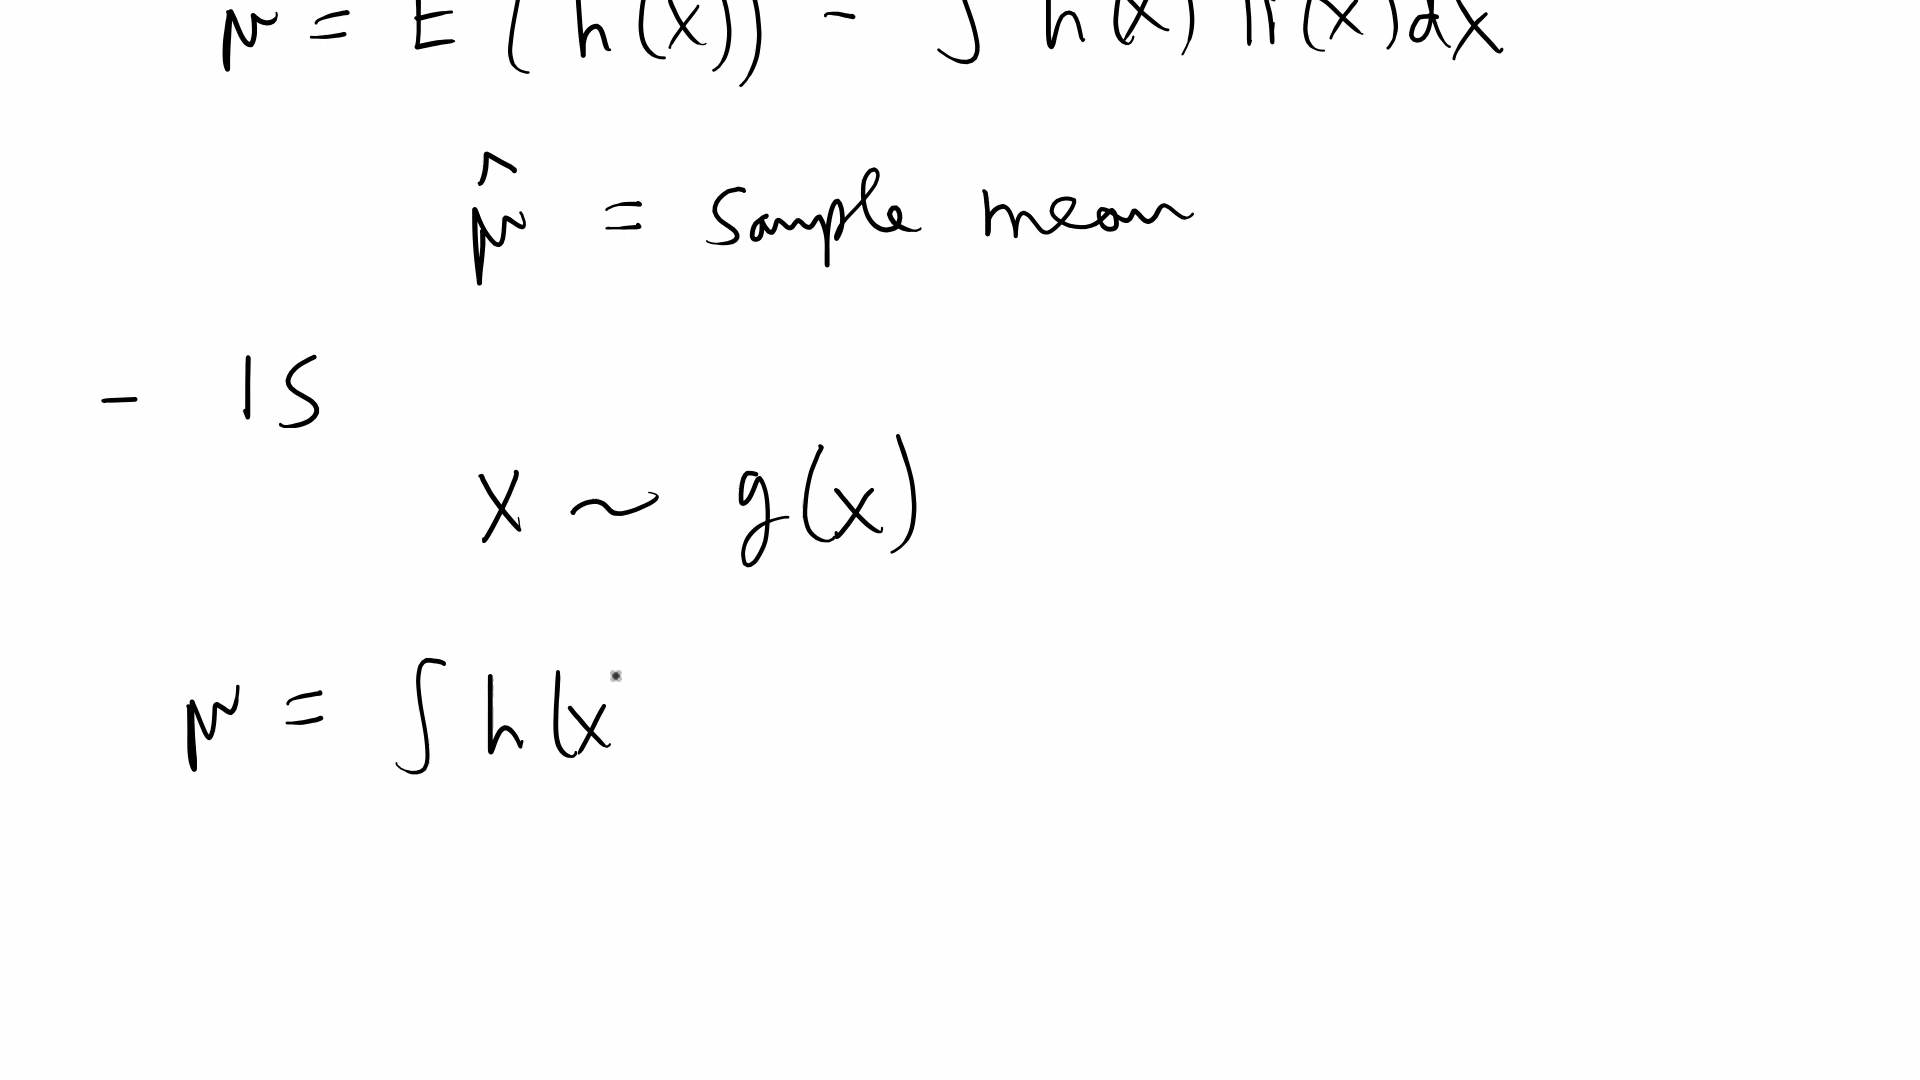 μ = E(h(x)) = ∫ h(x) π(x) dx
μ̂ = sample mean
- IS
x ~ g(x)
μ = ∫ h(x